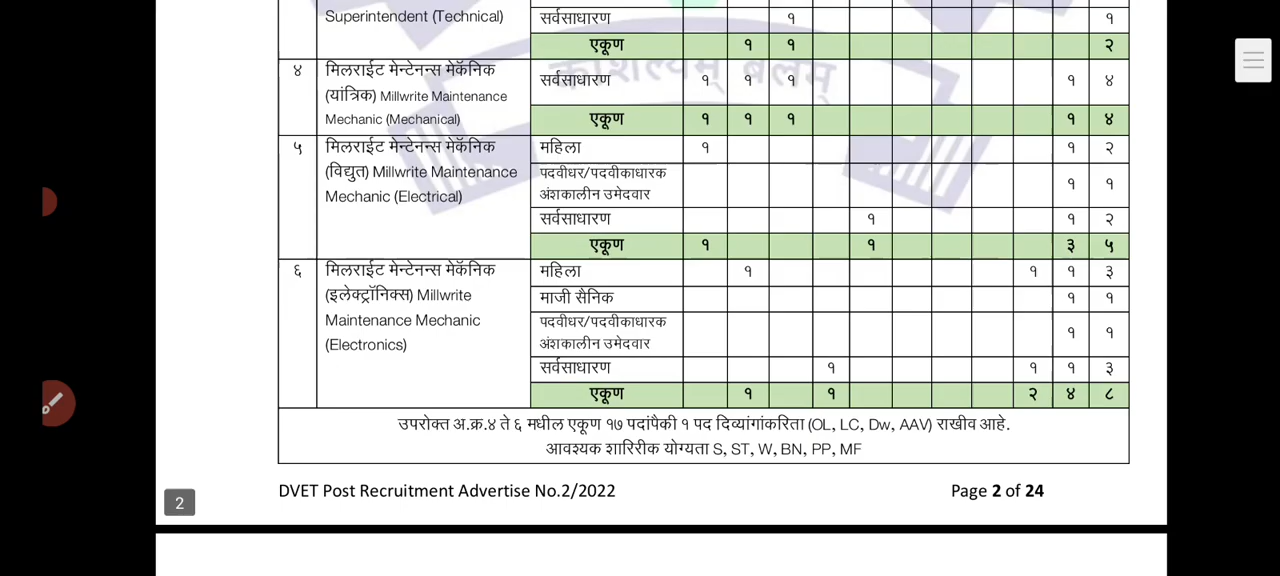 Superintendent (Technical)
सर्वसाधारण १ १
एकूण १ १ २
४ मिलराईट मेन्टेनन्स मेकॅनिक
(यांत्रिक) Millwrite Maintenance
Mechanic (Mechanical)
सर्वसाधारण १ १ १ १ ४
एकूण १ १ १ १ ४
५ मिलराईट मेन्टेनन्स मेकॅनिक
(विद्युत) Millwrite Maintenance
Mechanic (Electrical)
महिला १ १ २
पदवीधर/पदवीकाधारक
अंशकालीन उमेदवार १ १
सर्वसाधारण १ १ २
एकूण १ १ ३ ५
६ मिलराईट मेन्टेनन्स मेकॅनिक
(इलेक्ट्रॉनिक्स) Millwrite
Maintenance Mechanic
(Electronics)
महिला १ १ १ ३
माजी सैनिक १ १
पदवीधर/पदवीकाधारक
अंशकालीन उमेदवार १ १
सर्वसाधारण १ १ १ ३
एकूण १ १ २ ४ ८
उपरोक्त अ.क्र.४ ते ६ मधील एकूण १७ पदांपैकी १ पद दिव्यांगांकरिता (OL, LC, Dw, AAV) राखीव आहे.
आवश्यक शारिरीक योग्यता S, ST, W, BN, PP, MF
DVET Post Recruitment Advertise No.2/2022 Page 2 of 24
2